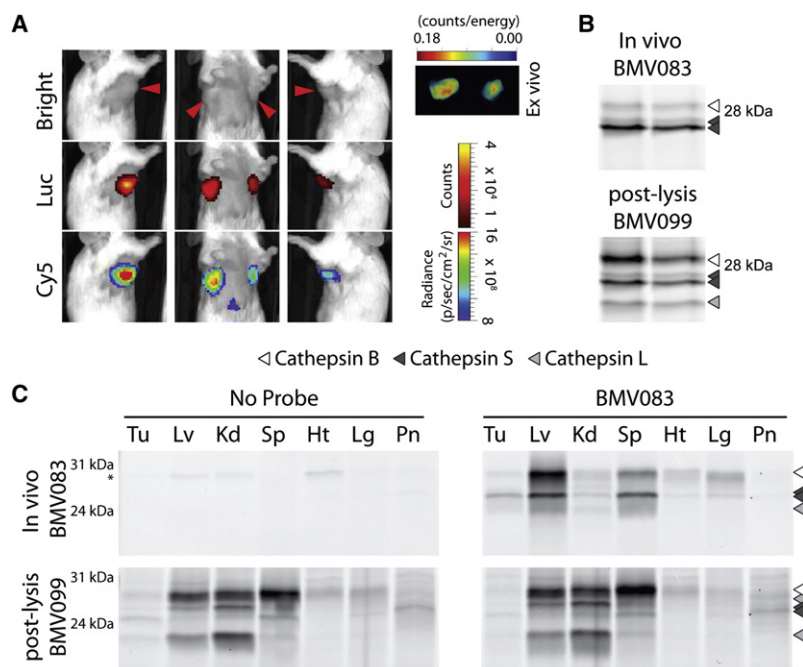 A
Bright
Luc
Cy5
(counts/energy)
0.18 0.00
Ex vivo
Counts
4
x 10⁴
1
Radiance
(p/sec/cm²/sr)
16
x 10⁸
8
B
In vivo
BMV083
28 kDa
post-lysis
BMV099
28 kDa
Cathepsin B Cathepsin S Cathepsin L
C
No Probe BMV083
Tu Lv Kd Sp Ht Lg Pn Tu Lv Kd Sp Ht Lg Pn
In vivo
BMV083
31 kDa
*
24 kDa
post-lysis
BMV099
31 kDa
24 kDa